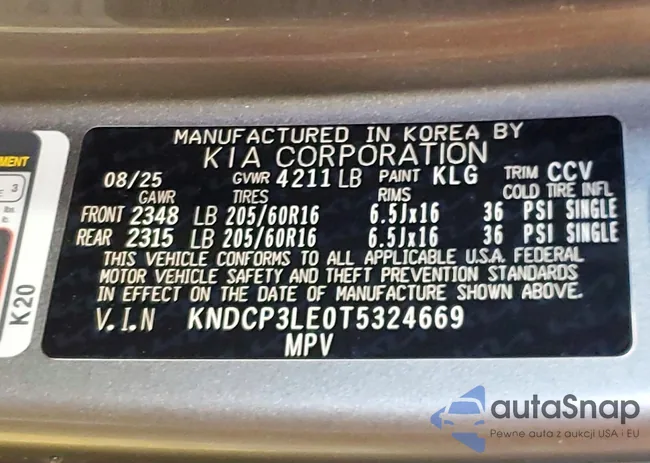 MENT
E 3
K20
MANUFACTURED IN KOREA BY
KIA CORPORATION
08/25 GVWR 4211 LB PAINT KLG TRIM CCV
GAWR TIRES RIMS COLD TIRE INFL
FRONT 2348 LB 205/60R16 6.5Jx16 36 PSI SINGLE
REAR 2315 LB 205/60R16 6.5Jx16 36 PSI SINGLE
THIS VEHICLE CONFORMS TO ALL APPLICABLE U.S.A. FEDERAL
MOTOR VEHICLE SAFETY AND THEFT PREVENTION STANDARDS
IN EFFECT ON THE DATE OF MANUFACTURE SHOWN ABOVE.
V.I.N KNDCP3LE0T5324669
MPV
autaSnap
Pewne auta z aukcji USA i EU